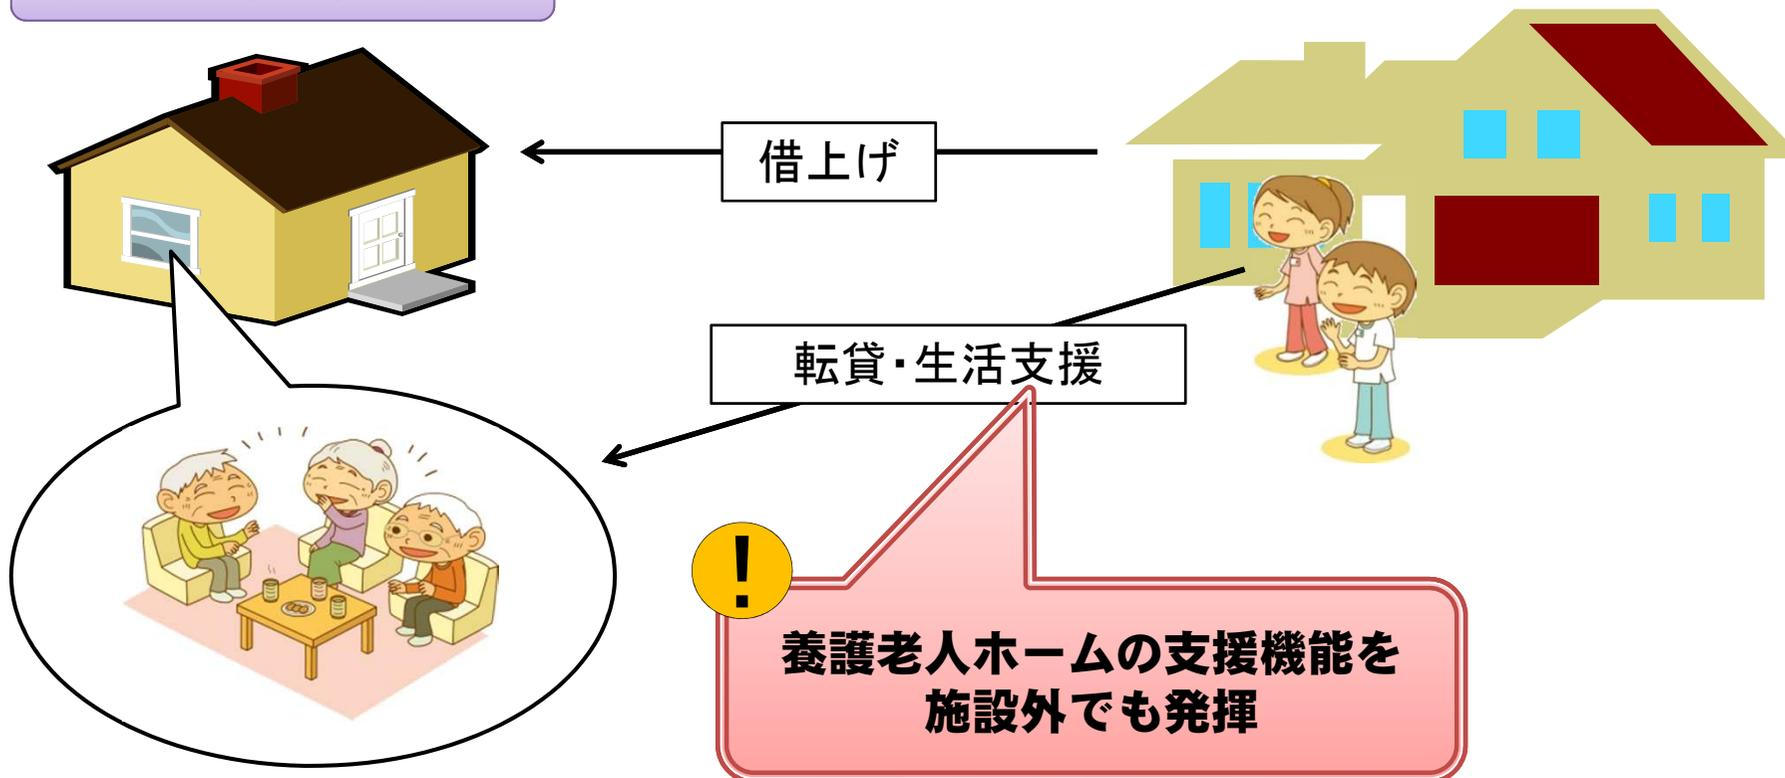 借上げ
転貸・生活支援
!
養護老人ホームの支援機能を
施設外でも発揮